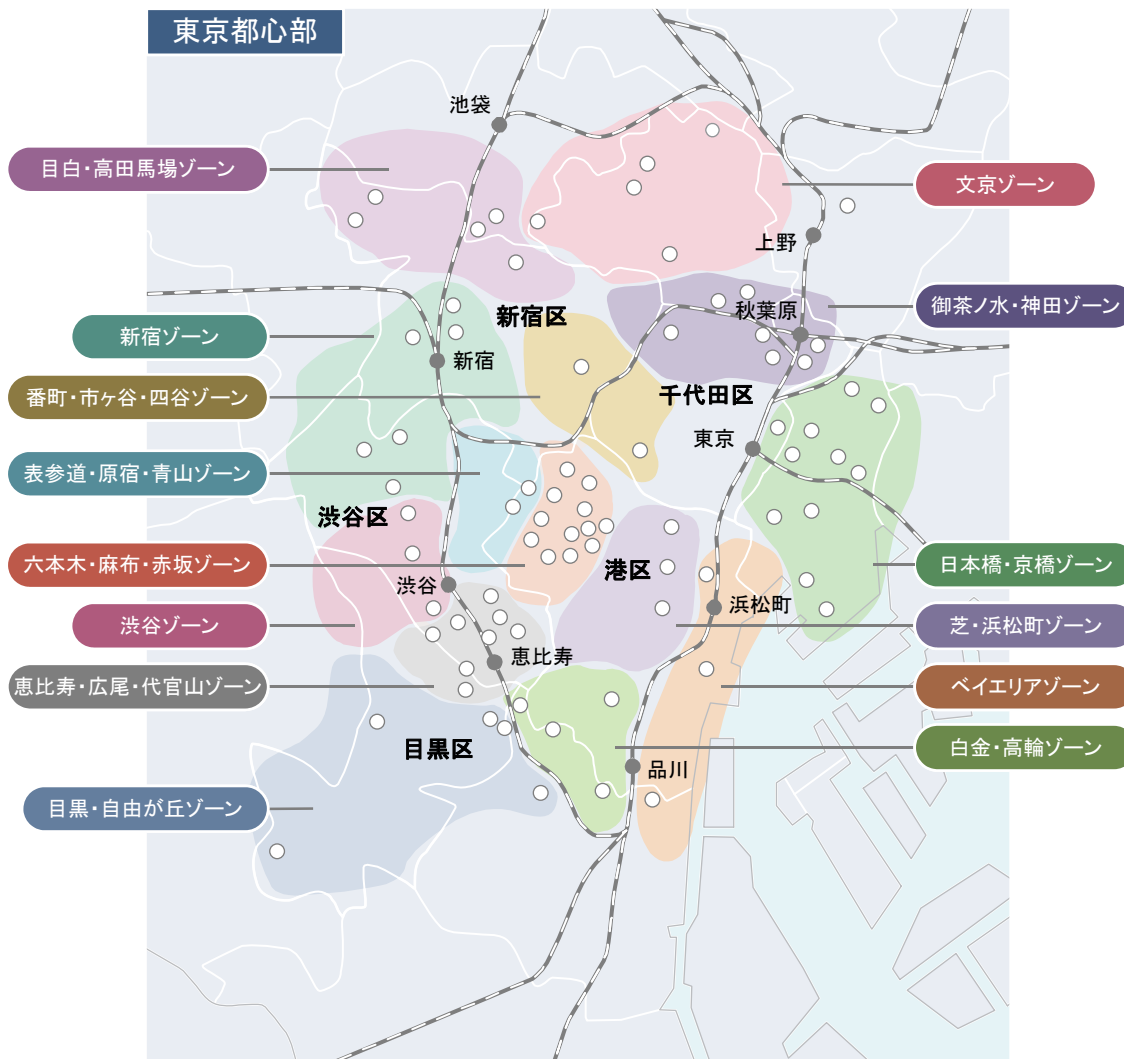 東京都心部
池袋
目白・高田馬場ゾーン
文京ゾーン
上野
御茶ノ水・神田ゾーン
秋葉原
新宿区
新宿ゾーン
新宿
番町・市ヶ谷・四谷ゾーン
千代田区
東京
表参道・原宿・青山ゾーン
渋谷区
六本木・麻布・赤坂ゾーン
港区
日本橋・京橋ゾーン
渋谷
浜松町
渋谷ゾーン
芝・浜松町ゾーン
恵比寿
恵比寿・広尾・代官山ゾーン
ベイエリアゾーン
目黒区
白金・高輪ゾーン
品川
目黒・自由が丘ゾーン